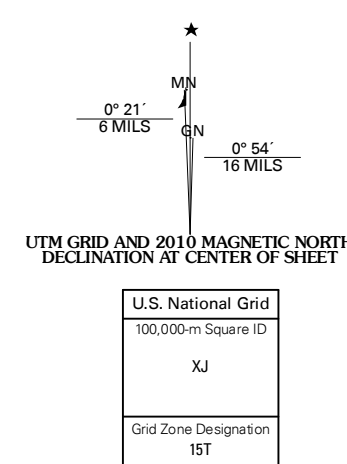 MN
0° 21´
6 MILS
GN
0° 54´
16 MILS
UTM GRID AND 2010 MAGNETIC NORTH
DECLINATION AT CENTER OF SHEET
U.S. National Grid
100,000-m Square ID
XJ
Grid Zone Designation
15T